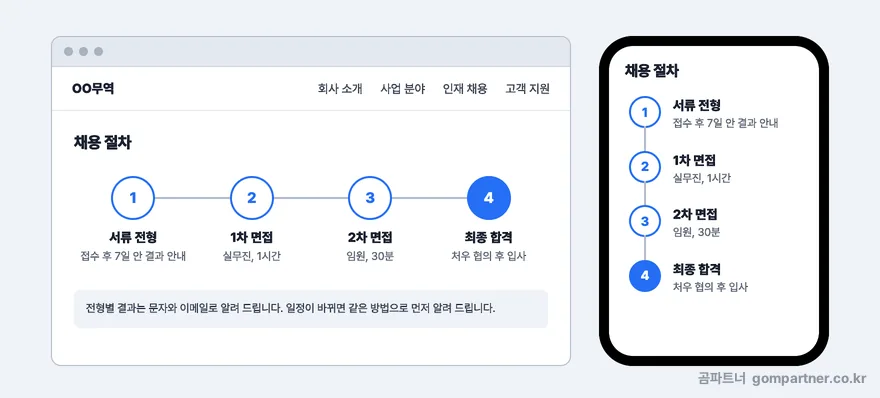 OO무역
회사 소개 사업 분야 인재 채용 고객 지원
채용 절차
1 2 3 4
서류 전형 1차 면접 2차 면접 최종 합격
접수 후 7일 안 결과 안내 실무진, 1시간 임원, 30분 처우 협의 후 입사
전형별 결과는 문자와 이메일로 알려 드립니다. 일정이 바뀌면 같은 방법으로 먼저 알려 드립니다.
채용 절차
1 서류 전형
접수 후 7일 안 결과 안내
2 1차 면접
실무진, 1시간
3 2차 면접
임원, 30분
4 최종 합격
처우 협의 후 입사
곰파트너 gompartner.co.kr